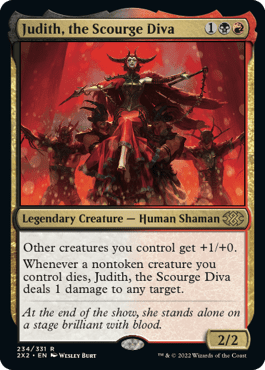 Judith, the Scourge Diva 1
Legendary Creature — Human Shaman
Other creatures you control get +1/+0.
Whenever a nontoken creature you
control dies, Judith, the Scourge Diva
deals 1 damage to any target.
At the end of the show, she stands alone on
a stage brilliant with blood.
2/2
234/331 R
2X2 • EN WESLEY BURT
™ & © 2022 Wizards of the Coast